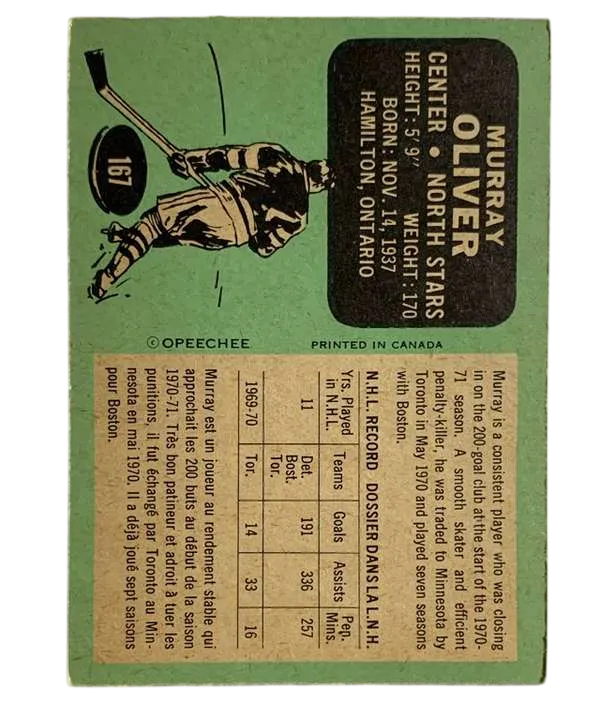 MURRAY
OLIVER
CENTER • NORTH STARS
HEIGHT: 5' 9" WEIGHT: 170
BORN: NOV. 14, 1937
HAMILTON, ONTARIO
167
© OPEECHEE PRINTED IN CANADA
Murray is a consistent player who was closing
in on the 200-goal club at the start of the 1970-
71 season. A smooth skater and efficient
penalty-killer, he was traded to Minnesota by
Toronto in May 1970 and played seven seasons
with Boston.
N.H.L. RECORD DOSSIER DANS LA L.N.H.
Yrs. Played Teams Goals Assists Pen.
in N.H.L. Mins.
11 Det. 191 336 257
Bost.
Tor.
1969-70 Tor. 14 33 16
Murray est un joueur au rendement stable qui
approchait les 200 buts au début de la saison
1970-71. Très bon patineur et adroit à tuer les
punitions, il fut échangé par Toronto au Min-
nesota en mai 1970. Il a déjà joué sept saisons
pour Boston.